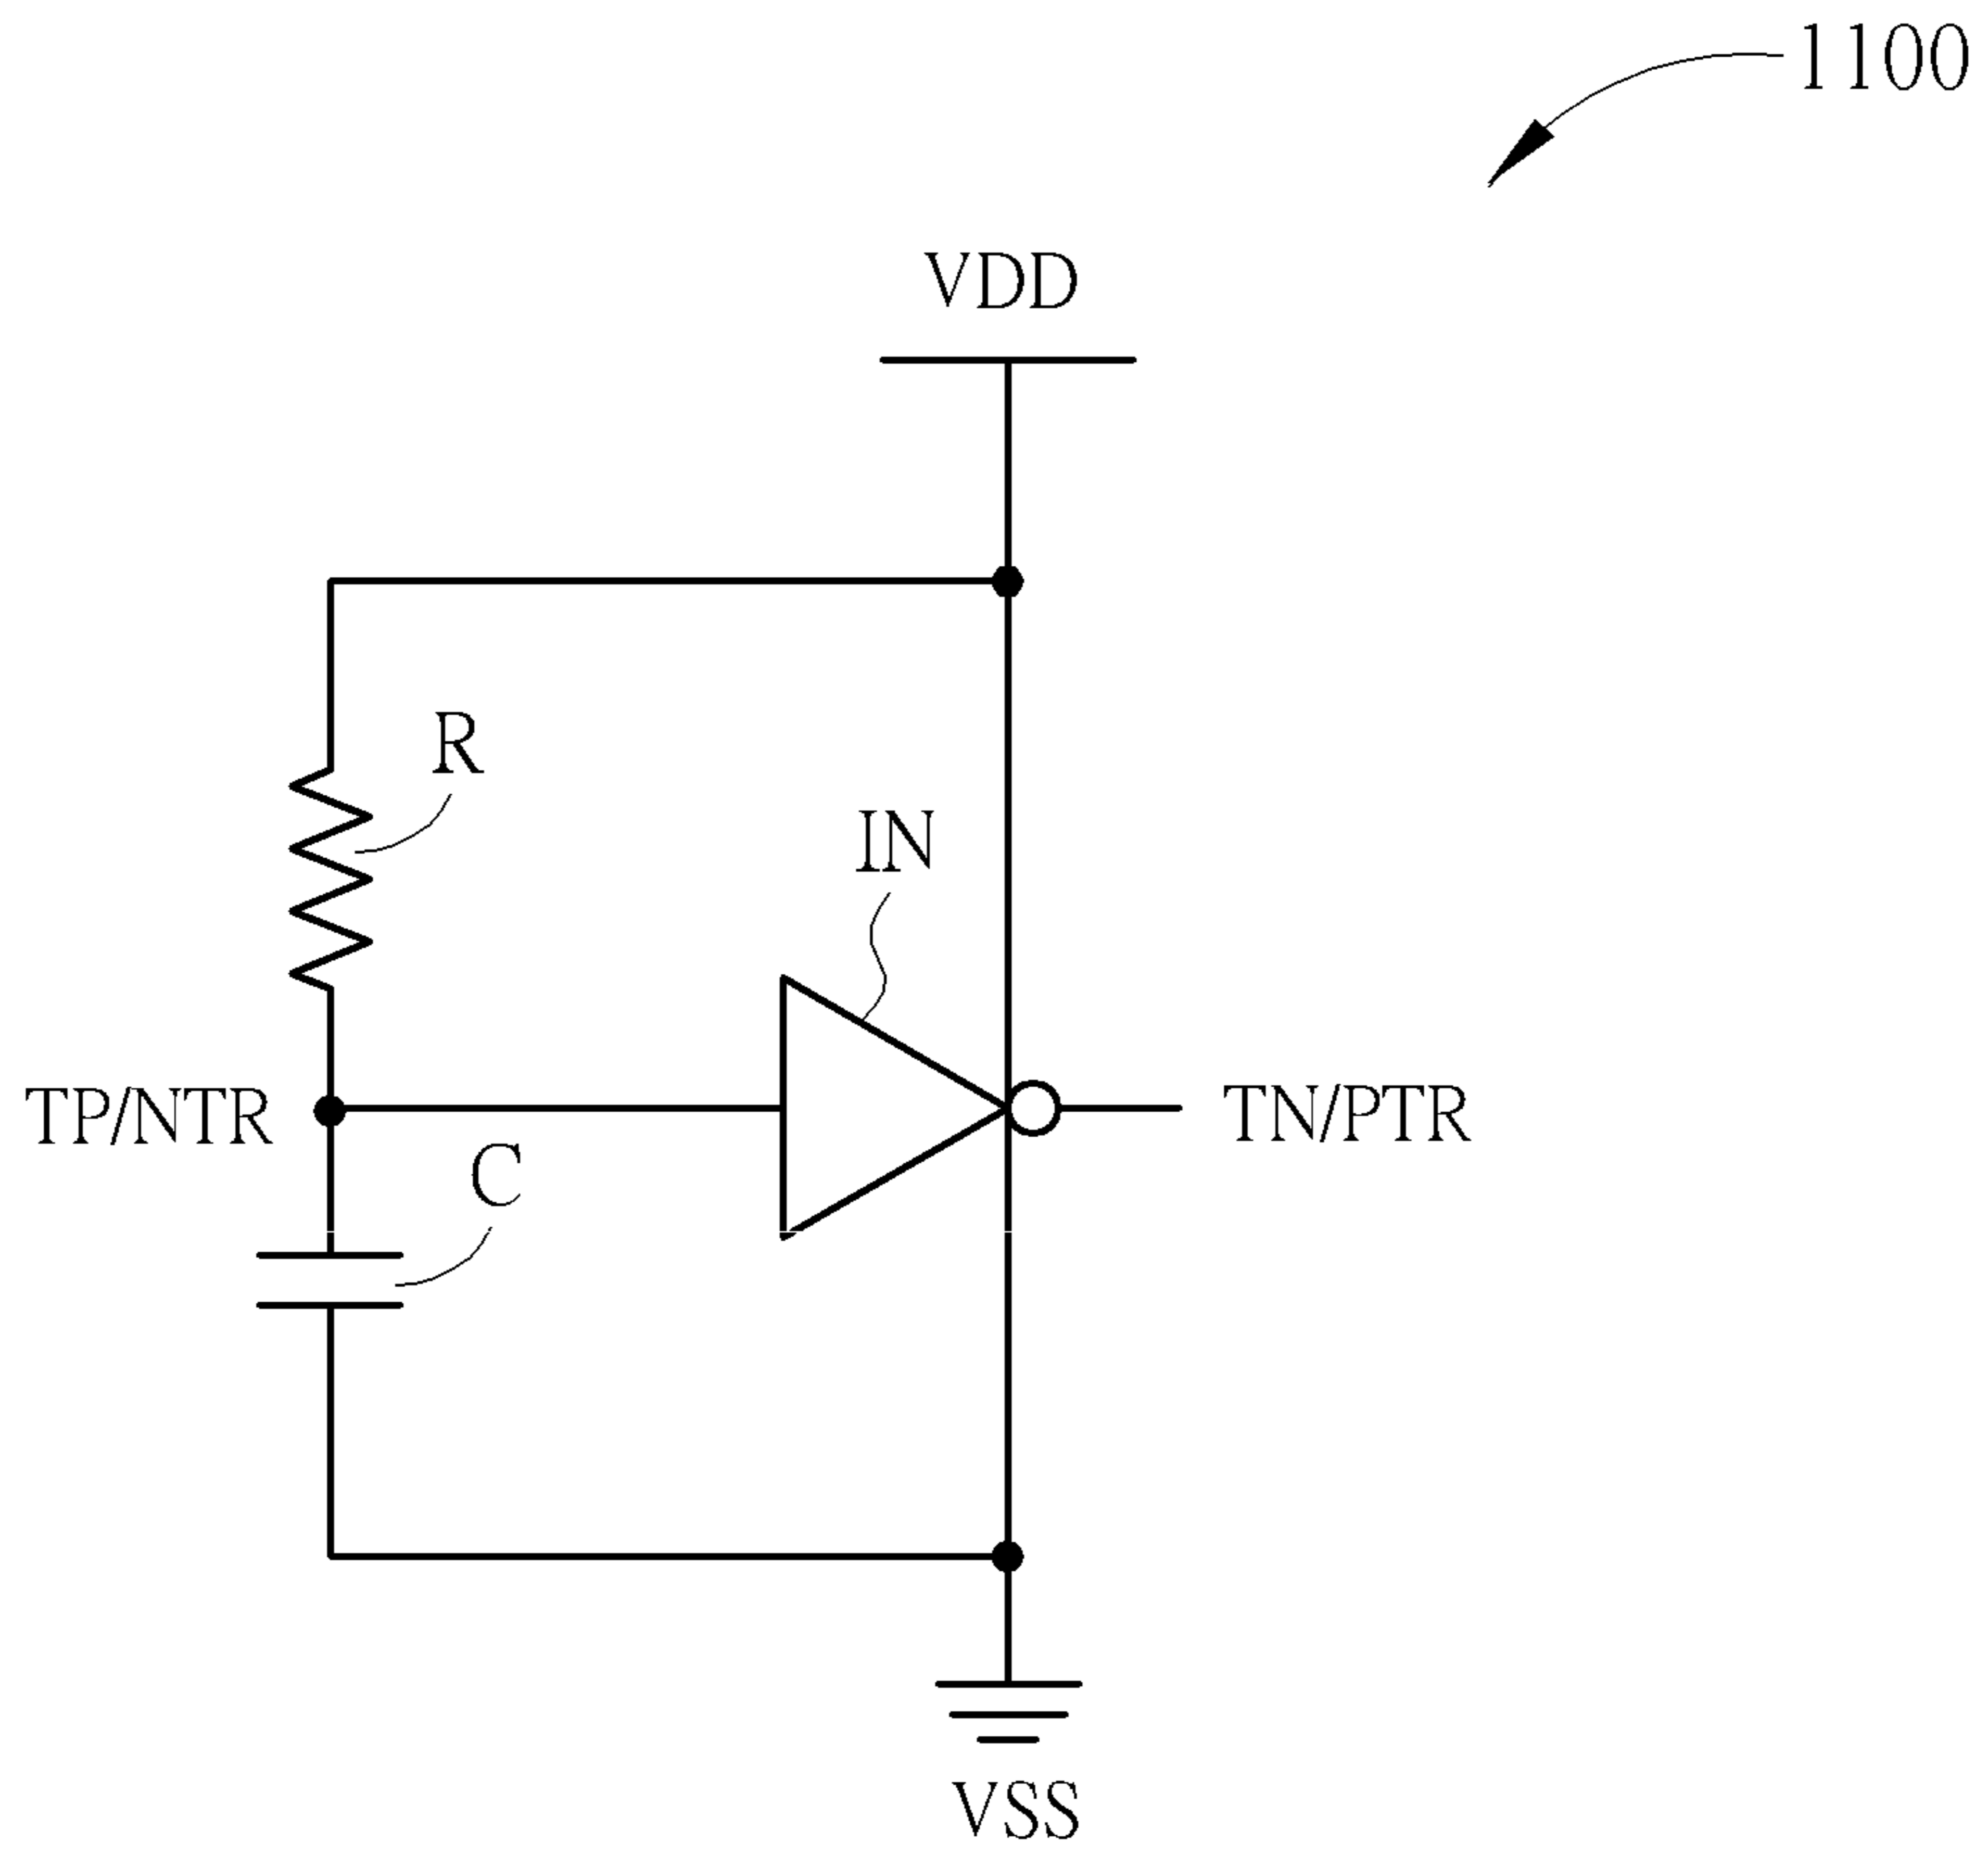 1100
VDD
R
IN
TP/NTR
TN/PTR
C
VSS